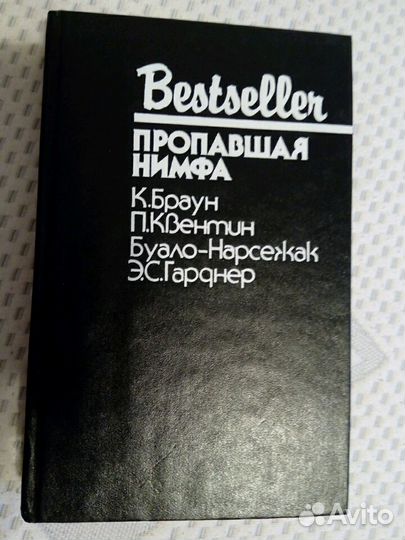 Bestseller
ПРОПАВШАЯ
НИМФА
К.Браун
П.Квентин
Буало-Нарсежак
Э.С.Гарднер
Avito